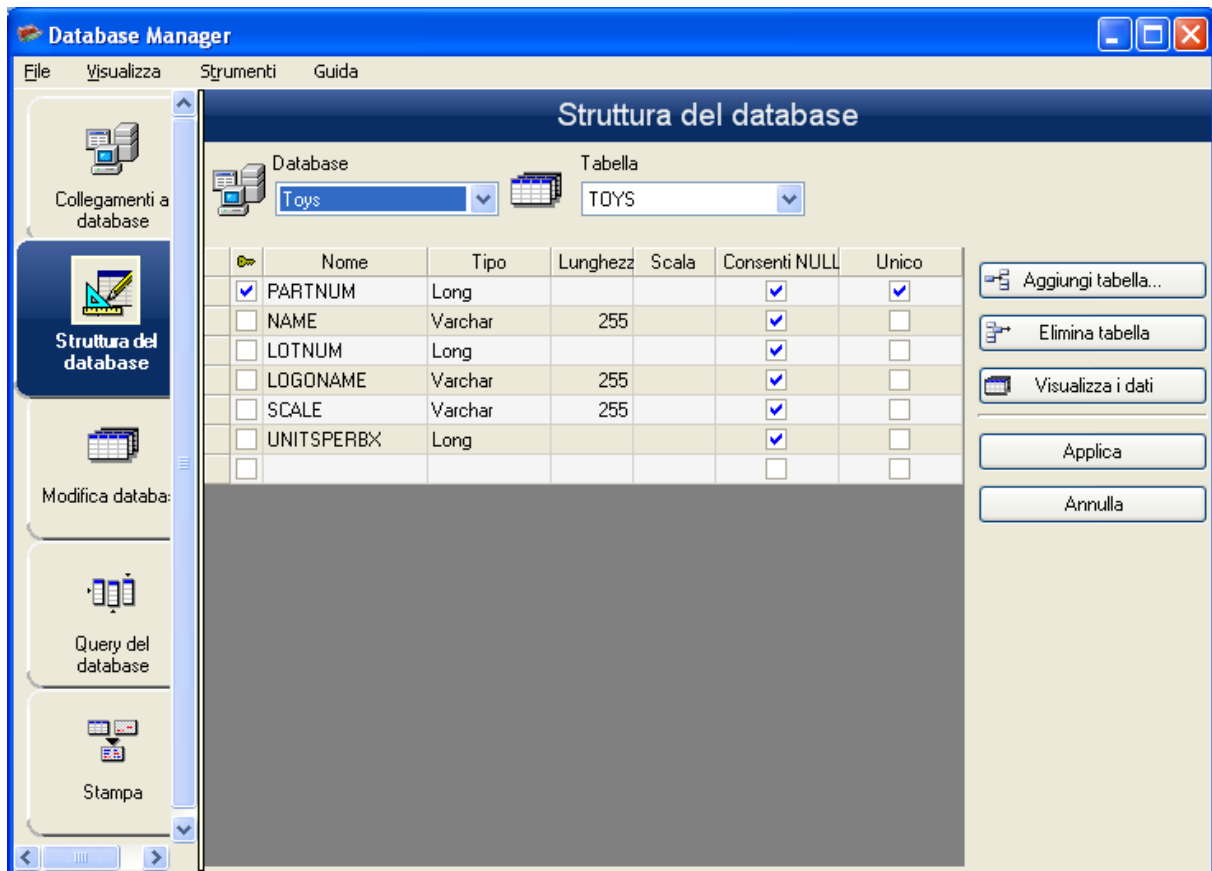 Database Manager
File Visualizza Strumenti Guida
Struttura del database
Collegamenti a
database
Struttura del
database
Modifica databa
Query del
database
Stampa
Database
Toys
Tabella
TOYS
Nome Tipo Lunghezz Scala Consenti NULL Unico
PARTNUM Long
NAME Varchar 255
LOTNUM Long
LOGONAME Varchar 255
SCALE Varchar 255
UNITSPERBX Long
Aggiungi tabella...
Elimina tabella
Visualizza i dati
Applica
Annulla